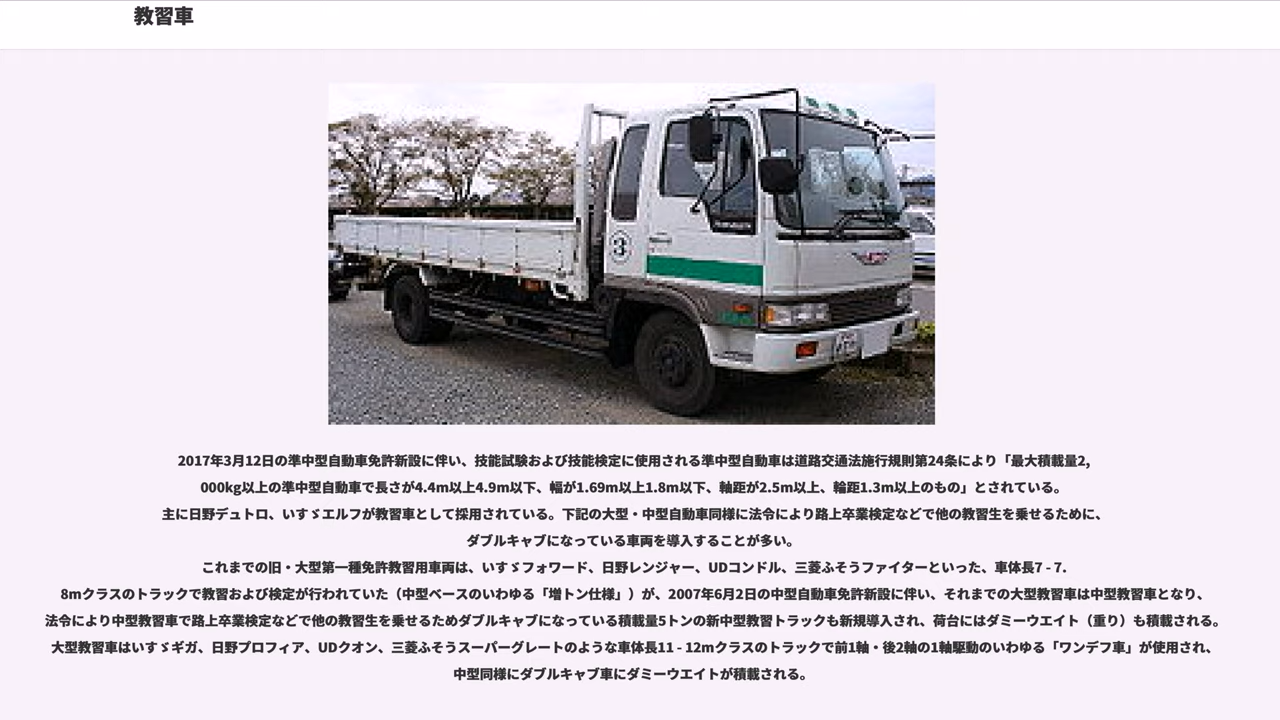 教習車
3
2017年3月12日の準中型自動車免許新設に伴い、技能試験および技能検定に使用される準中型自動車は道路交通法施行規則第24条により「最大積載量2,
000kg以上の準中型自動車で長さが4.4m以上4.9m以下、幅が1.69m以上1.8m以下、軸距が2.5m以上、輪距1.3m以上のもの」とされている。
主に日野デュトロ、いすゞエルフが教習車として採用されている。下記の大型・中型自動車同様に法令により路上卒業検定などで他の教習生を乗せるために、
ダブルキャブになっている車両を導入することが多い。
これまでの旧・大型第一種免許教習用車両は、いすゞフォワード、日野レンジャー、UDコンドル、三菱ふそうファイターといった、車体長7 - 7.
8mクラスのトラックで教習および検定が行われていた（中型ベースのいわゆる「増トン仕様」）が、2007年6月2日の中型自動車免許新設に伴い、それまでの大型教習車は中型教習車となり、
法令により中型教習車で路上卒業検定などで他の教習生を乗せるためダブルキャブになっている積載量5トンの新中型教習トラックも新規導入され、荷台にはダミーウエイト（重り）も積載される。
大型教習車はいすゞギガ、日野プロフィア、UDクオン、三菱ふそうスーパーグレートのような車体長11 - 12mクラスのトラックで前1軸・後2軸の1軸駆動のいわゆる「ワンデフ車」が使用され、
中型同様にダブルキャブ車にダミーウエイトが積載される。